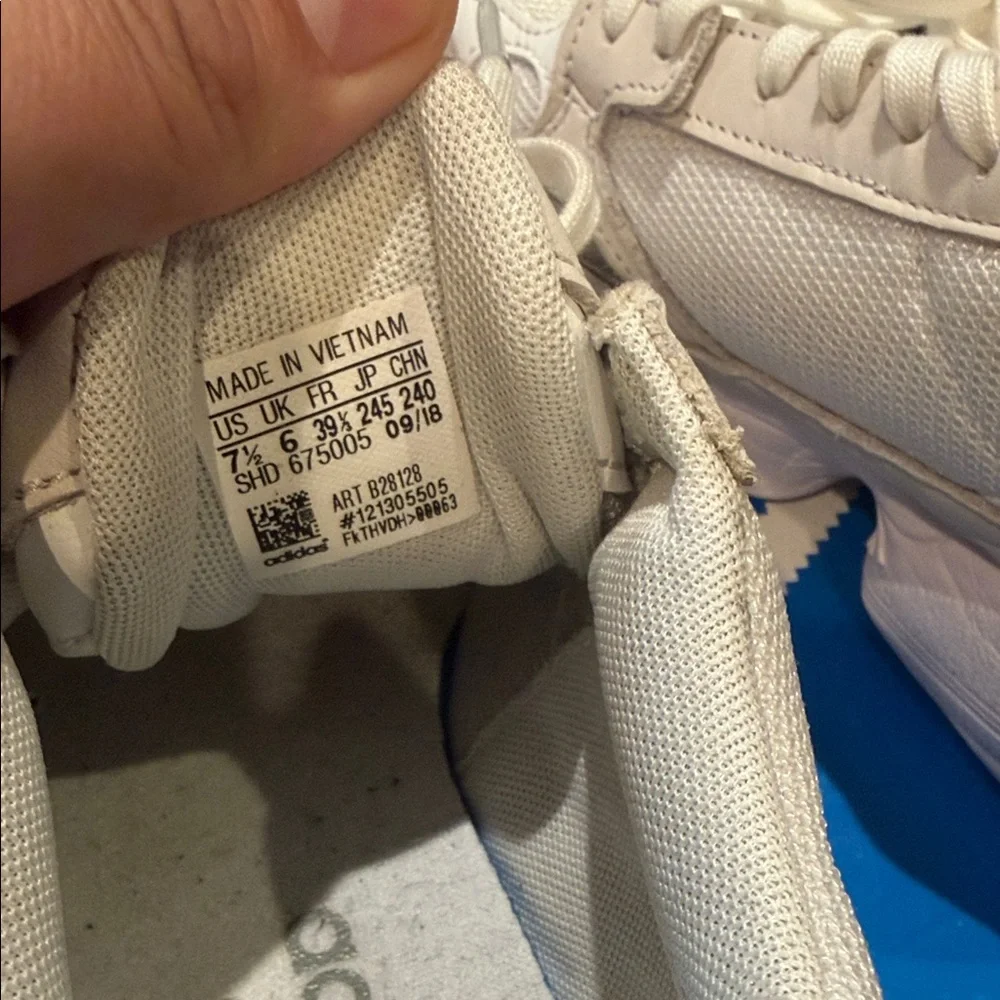 MADE IN VIETNAM
US UK FR JP CHN
7½ 6 39⅓ 245 240
SHD 675005 09/18
ART B28128
#121305505
FkTHVDH>00063
adidas